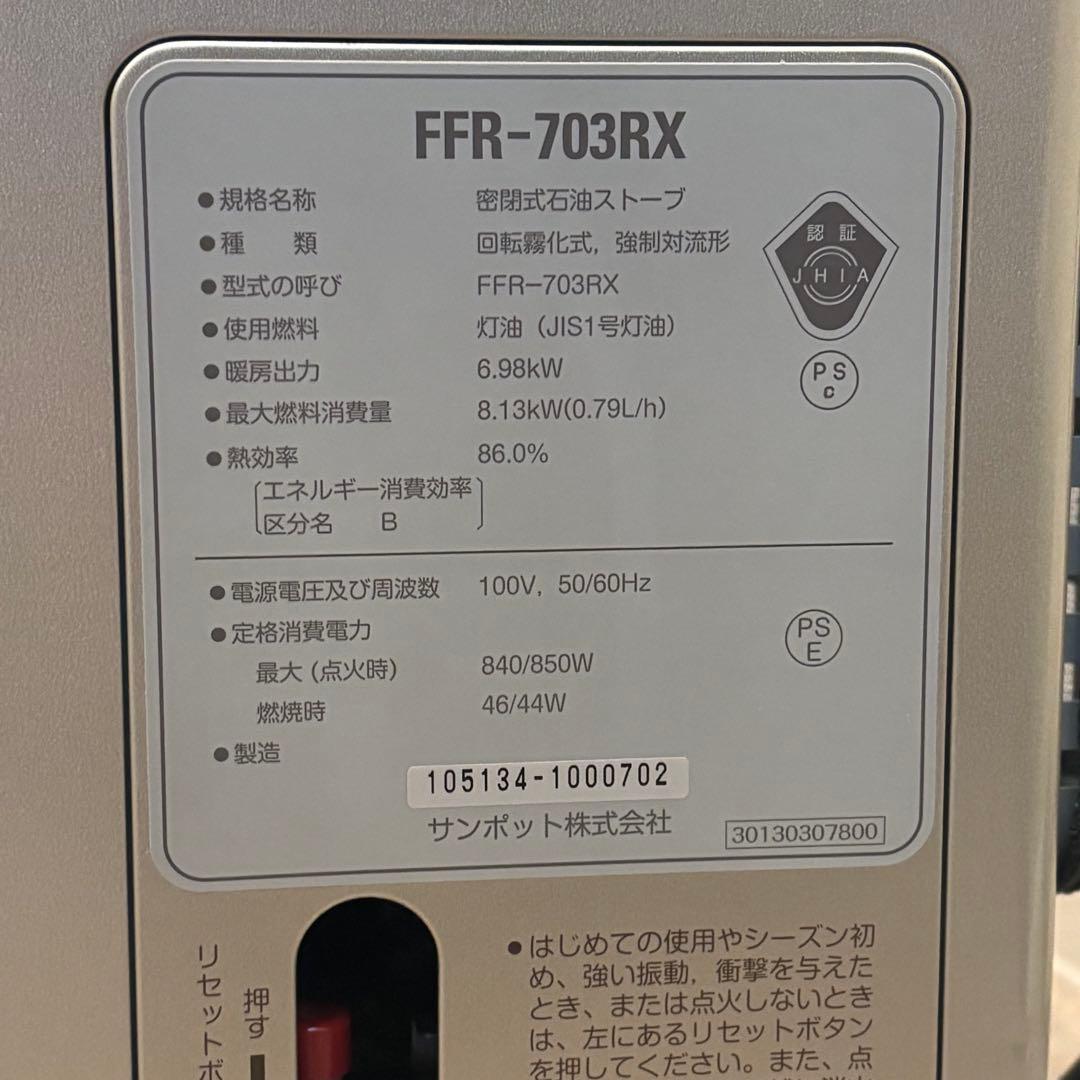 FFR-703RX
●規格名称 密閉式石油ストーブ
●種 類 回転霧化式，強制対流形
●型式の呼び FFR-703RX
●使用燃料 灯油（JIS1号灯油）
●暖房出力 6.98kW
●最大燃料消費量 8.13kW(0.79L/h)
●熱効率 86.0%
エネルギー消費効率
区分名 B
認証
JHIA
PS
C
●電源電圧及び周波数 100V，50/60Hz
●定格消費電力
最大（点火時） 840/850W
燃焼時 46/44W
PS
E
●製造
105134-1000702
サンポット株式会社
30130307800
リセットボ
押す
●はじめての使用やシーズン初
め、強い振動，衝撃を与えた
とき、または点火しないとき
は、左にあるリセットボタン
を押してください。また、点